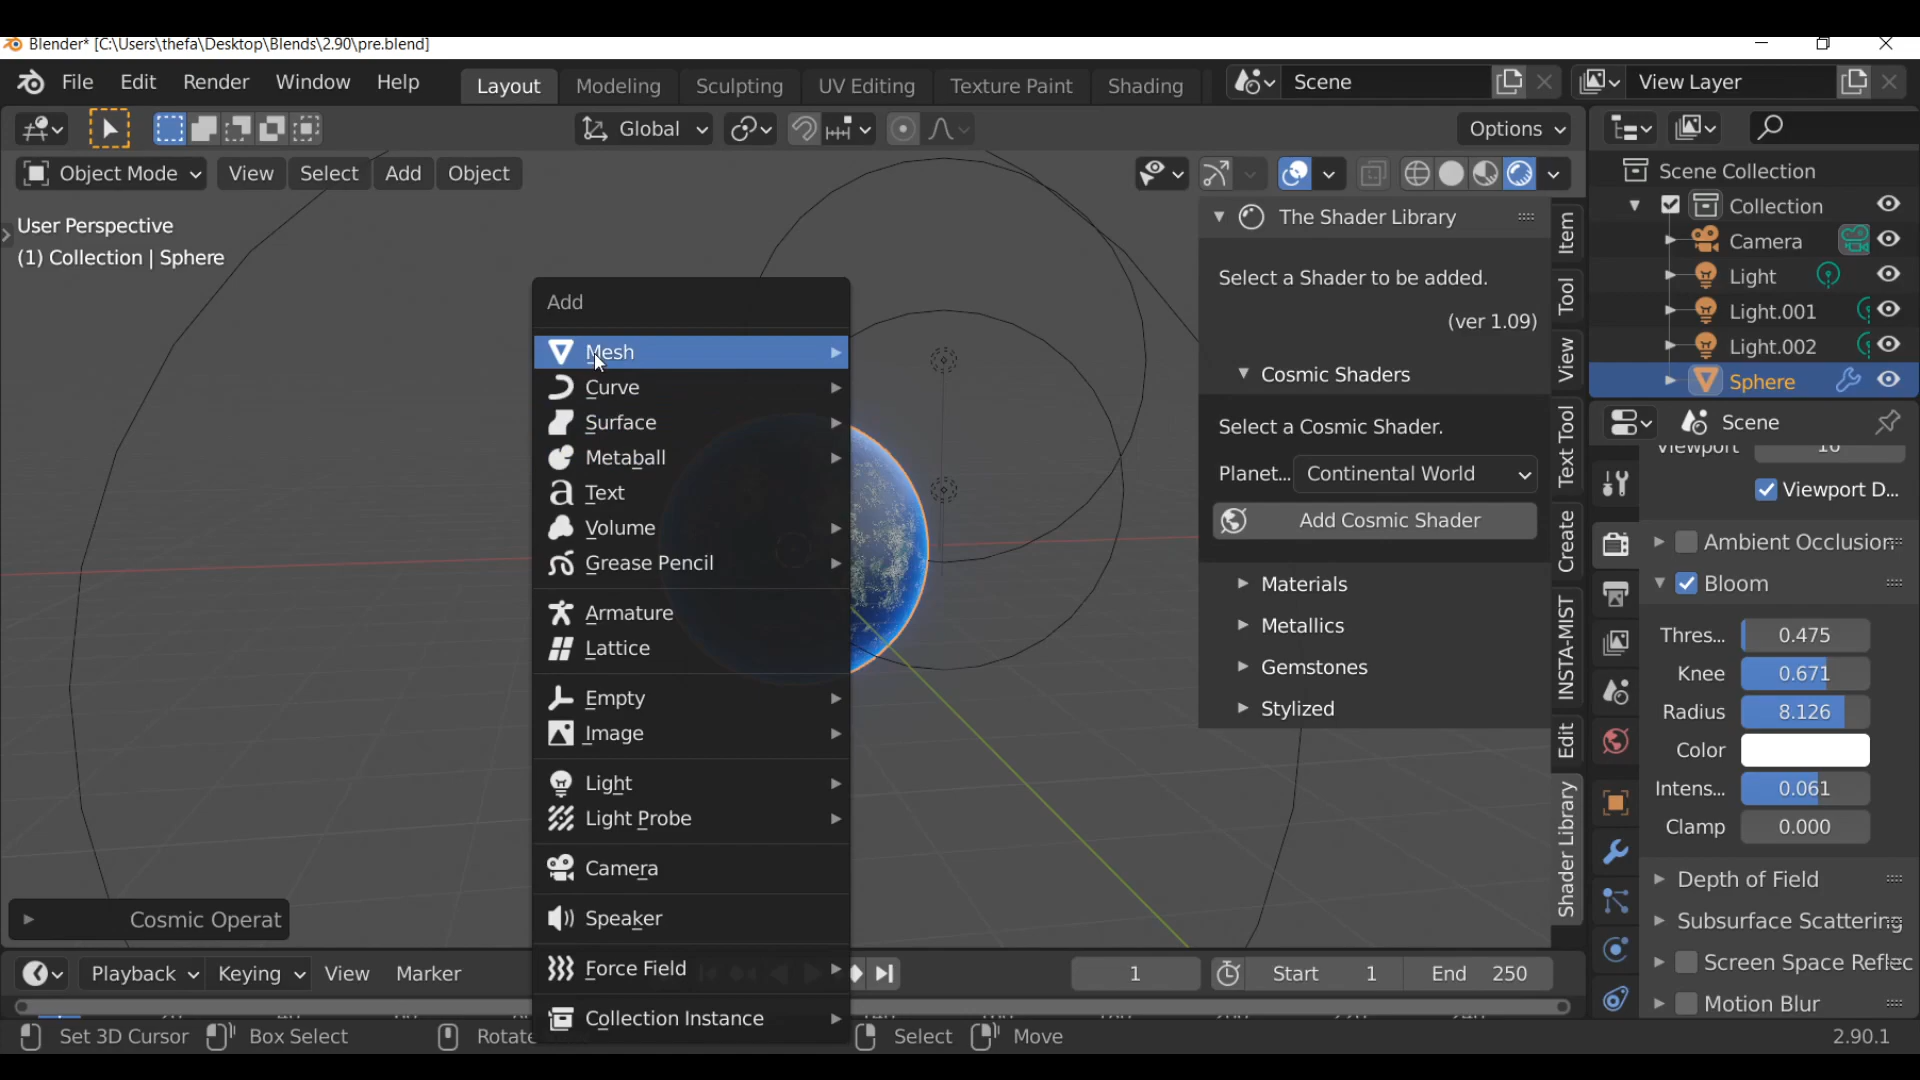 Blender* [C:\Users\thefa\Desktop\Blends\2.90\pre.blend]
File Edit Render Window Help Layout Modeling Sculpting UV Editing Texture Paint Shading Scene View Layer
Global Options
Object Mode View Select Add Object
User Perspective
(1) Collection | Sphere
Add
Mesh
Curve
Surface
Metaball
Text
Volume
Grease Pencil
Armature
Lattice
Empty
Image
Light
Light Probe
Camera
Speaker
Force Field
Collection Instance
The Shader Library
Select a Shader to be added.
(ver 1.09)
Cosmic Shaders
Select a Cosmic Shader.
Planet... Continental World
Add Cosmic Shader
Materials
Metallics
Gemstones
Stylized
Item
Tool
View
Text Tool
Create
INSTA-MIST
Edit
Shader Library
Scene Collection
Collection
Camera
Light
Light.001
Light.002
Sphere
Scene
Viewport 16
Viewport D...
Ambient Occlusion
Bloom
Thres... 0.475
Knee 0.671
Radius 8.126
Color
Intens... 0.061
Clamp 0.000
Depth of Field
Subsurface Scattering
Screen Space Reflec
Motion Blur
Cosmic Operat
Playback Keying View Marker 1 Start 1 End 250
Set 3D Cursor Box Select Rotate Select Move 2.90.1